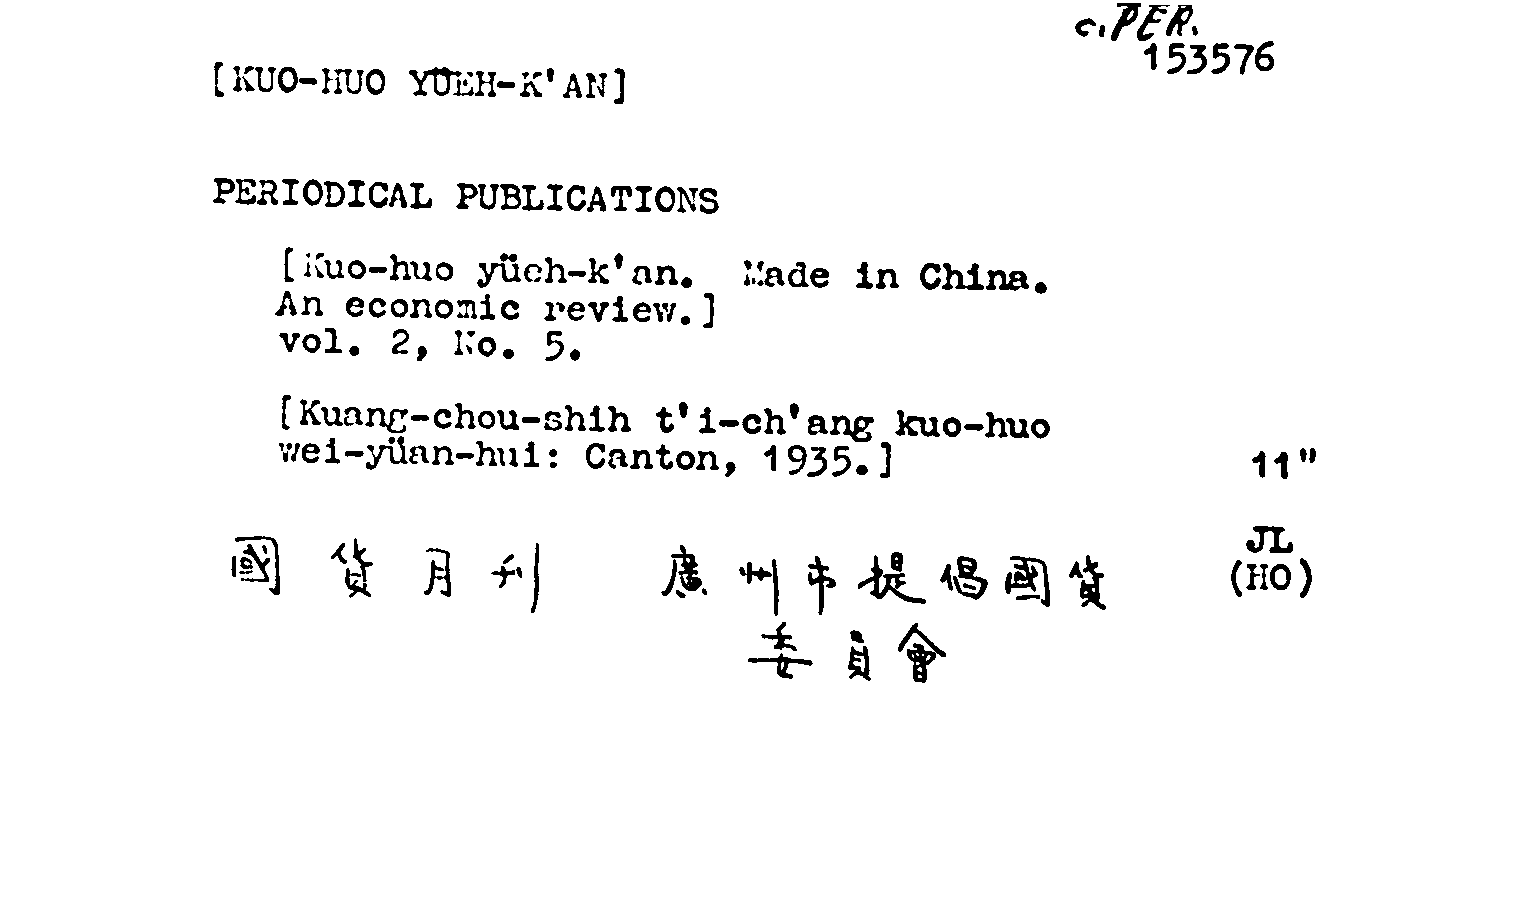 c.PER.
153576
[KUO-HUO YÜEH-K'AN]
PERIODICAL PUBLICATIONS
[Kuo-huo yüeh-k'an. Made in China.
An economic review.]
vol. 2, No. 5.
[Kuang-chou-shih t'i-ch'ang kuo-huo
wei-yüan-hui: Canton, 1935.]
11"
國貨月刊 廣州市提倡國貨
委員會
JL
(HO)